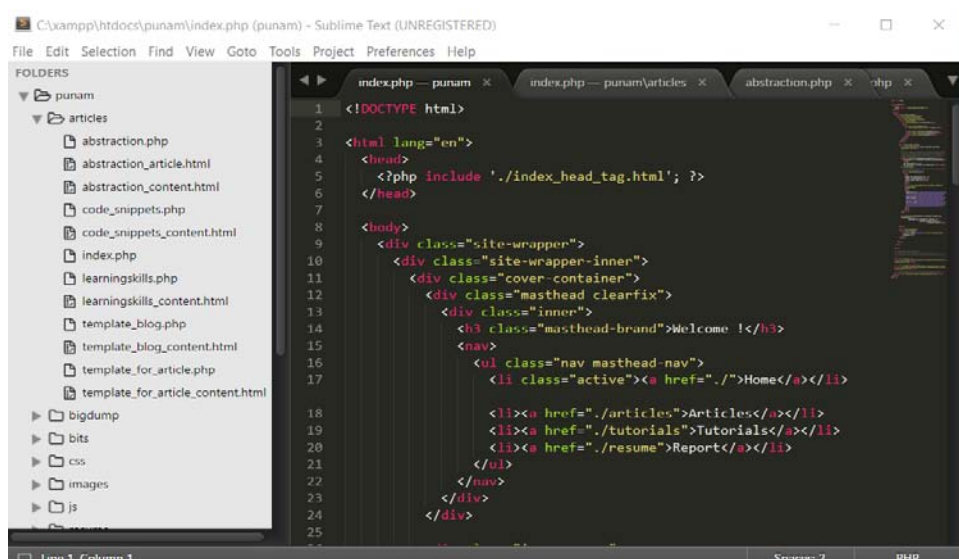 C:\xampp\htdocs\punam\index.php (punam) - Sublime Text (UNREGISTERED)
File Edit Selection Find View Goto Tools Project Preferences Help
FOLDERS
punam
articles
abstraction.php
abstraction_article.html
abstraction_content.html
code_snippets.php
code_snippets_content.html
index.php
learningskills.php
learningskills_content.html
template_blog.php
template_blog_content.html
template_for_article.php
template_for_article_content.html
bigdump
bits
css
images
js
index.php — punam × index.php — punam\articles × abstraction.php × php ×
1 <!DOCTYPE html>
2
3 <html lang="en">
4 <head>
5 <?php include './index_head_tag.html'; ?>
6 </head>
7
8 <body>
9 <div class="site-wrapper">
10 <div class="site-wrapper-inner">
11 <div class="cover-container">
12 <div class="masthead clearfix">
13 <div class="inner">
14 <h3 class="masthead-brand">Welcome !</h3>
15 <nav>
16 <ul class="nav masthead-nav">
17 <li class="active"><a href="./">Home</a></li>
18 <li><a href="./articles">Articles</a></li>
19 <li><a href="./tutorials">Tutorials</a></li>
20 <li><a href="./resume">Report</a></li>
21 </ul>
22 </nav>
23 </div>
24 </div>
25
Line 1, Column 1 Spaces: 2 PHP